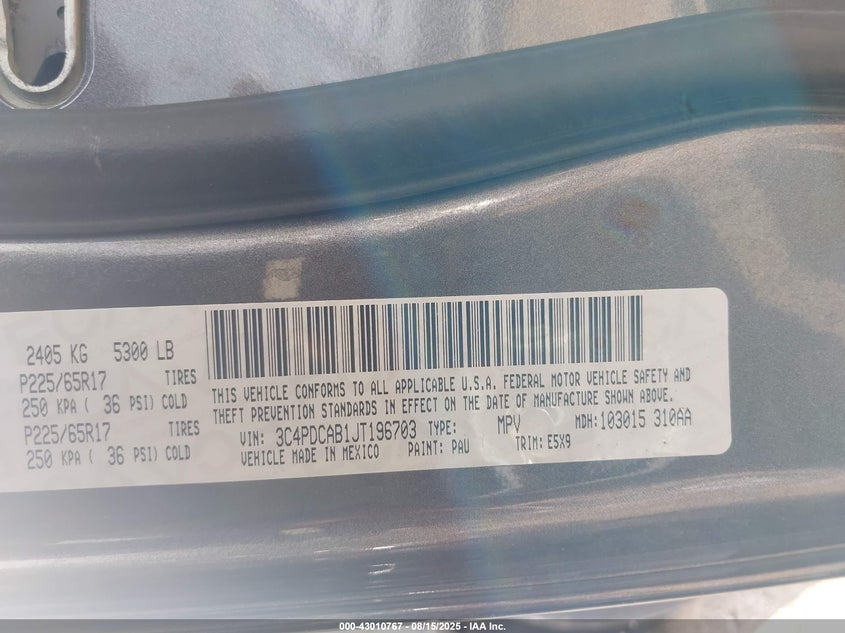 2405 KG 5300 LB
P225/65R17 TIRES
250 KPA ( 36 PSI) COLD
P225/65R17 TIRES
250 KPA ( 36 PSI) COLD
THIS VEHICLE CONFORMS TO ALL APPLICABLE U.S.A. FEDERAL MOTOR VEHICLE SAFETY AND
THEFT PREVENTION STANDARDS IN EFFECT ON THE DATE OF MANUFACTURE SHOWN ABOVE.
VIN: 3C4PDCAB1JT196703 TYPE: MPV MDH: 103015 310AA
VEHICLE MADE IN MEXICO PAINT: PAU TRIM: E5X9
000-43010767 - 08/15/2025 - IAA Inc.